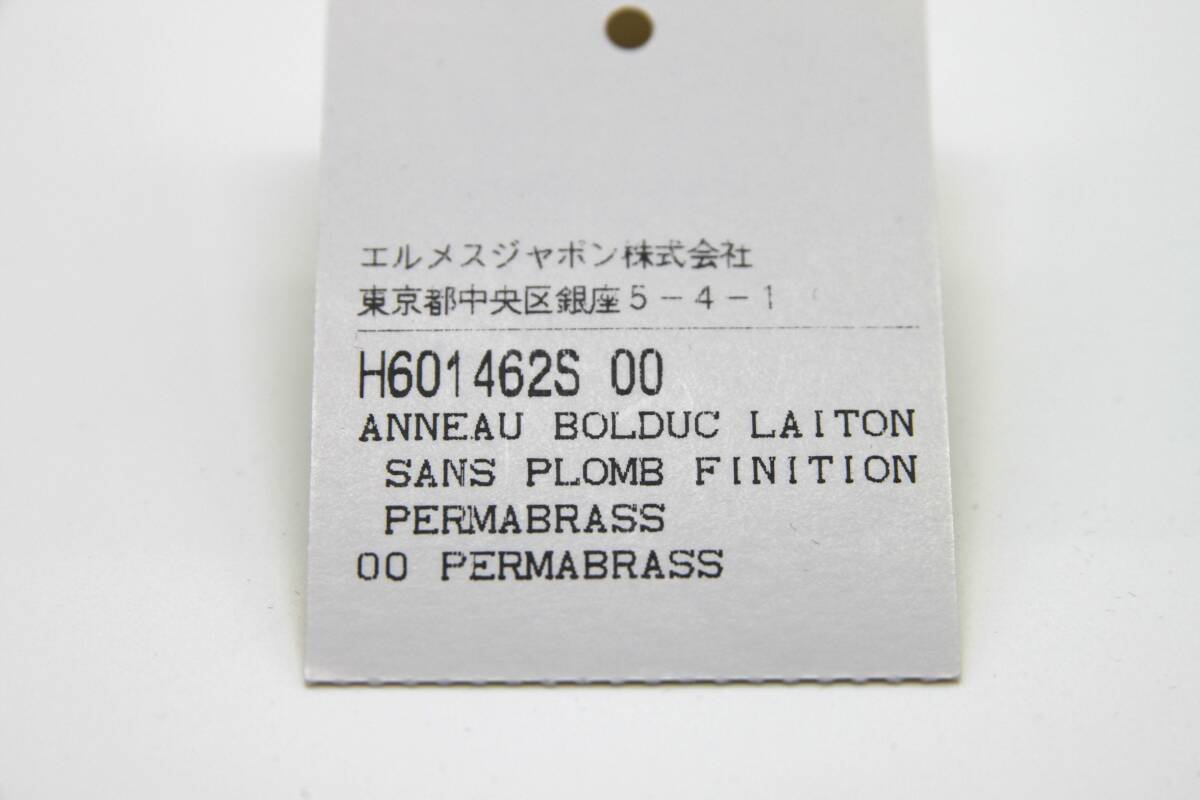 エルメスジャポン株式会社
東京都中央区銀座5-4-1
H601462S 00
ANNEAU BOLDUC LAITON
SANS PLOMB FINITION
PERMABRASS
00 PERMABRASS